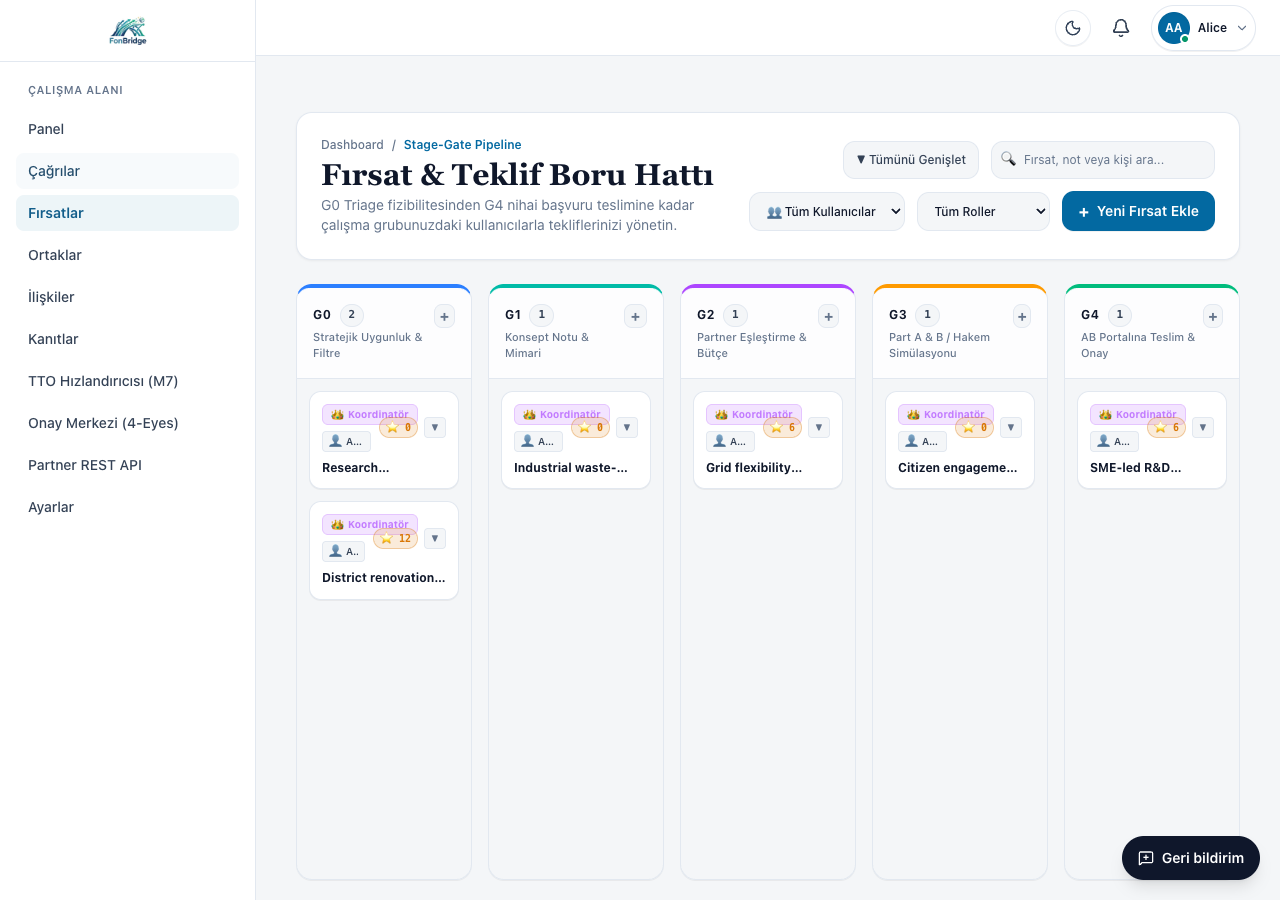 FonBridge
AA
Alice
ÇALIŞMA ALANI
Panel
Çağrılar
Fırsatlar
Ortaklar
İlişkiler
Kanıtlar
TTO Hızlandırıcısı (M7)
Onay Merkezi (4-Eyes)
Partner REST API
Ayarlar
Dashboard / Stage-Gate Pipeline
Fırsat & Teklif Boru Hattı
G0 Triage fizibilitesinden G4 nihai başvuru teslimine kadar
çalışma grubunuzdaki kullanıcılarla tekliflerinizi yönetin.
▼ Tümünü Genişlet
Fırsat, not veya kişi ara...
Tüm Kullanıcılar
Tüm Roller
+ Yeni Fırsat Ekle
G0 2 +
Stratejik Uygunluk &
Filtre
Koordinatör
0
A...
Research...
Koordinatör
12
A..
District renovation...
G1 1 +
Konsept Notu &
Mimari
Koordinatör
0
A...
Industrial waste-...
G2 1 +
Partner Eşleştirme &
Bütçe
Koordinatör
6
A...
Grid flexibility...
G3 1 +
Part A & B / Hakem
Simülasyonu
Koordinatör
0
A...
Citizen engageme...
G4 1 +
AB Portalına Teslim &
Onay
Koordinatör
6
A...
SME-led R&D...
Geri bildirim